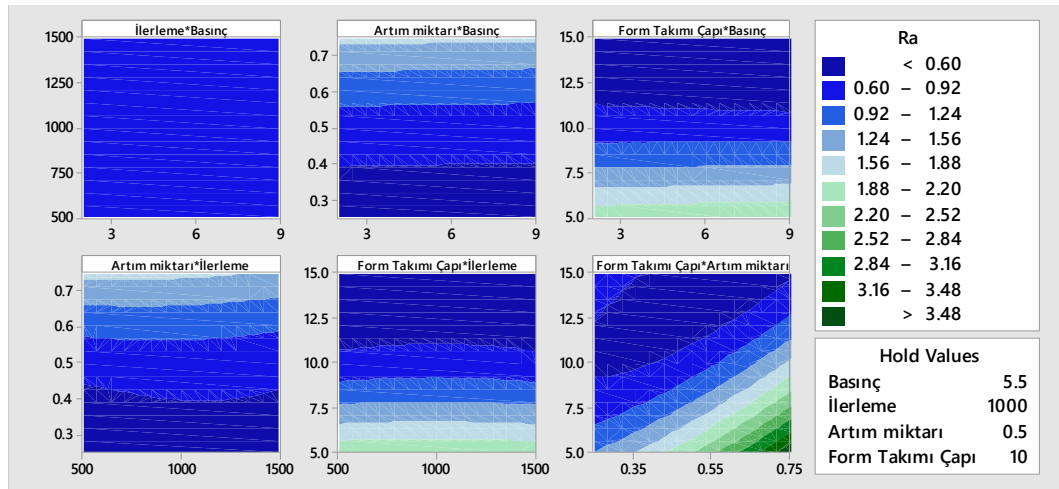 İlerleme*Basınç
1500
1250
1000
750
500
3 6 9
Artım miktarı*Basınç
0.7
0.6
0.5
0.4
0.3
3 6 9
Form Takımı Çapı*Basınç
15.0
12.5
10.0
7.5
5.0
3 6 9
Artım miktarı*İlerleme
0.7
0.6
0.5
0.4
0.3
500 1000 1500
Form Takımı Çapı*İlerleme
15.0
12.5
10.0
7.5
5.0
500 1000 1500
Form Takımı Çapı*Artım miktarı
15.0
12.5
10.0
7.5
5.0
0.35 0.55 0.75
Ra
< 0.60
0.60 – 0.92
0.92 – 1.24
1.24 – 1.56
1.56 – 1.88
1.88 – 2.20
2.20 – 2.52
2.52 – 2.84
2.84 – 3.16
3.16 – 3.48
> 3.48
Hold Values
Basınç 5.5
İlerleme 1000
Artım miktarı 0.5
Form Takımı Çapı 10